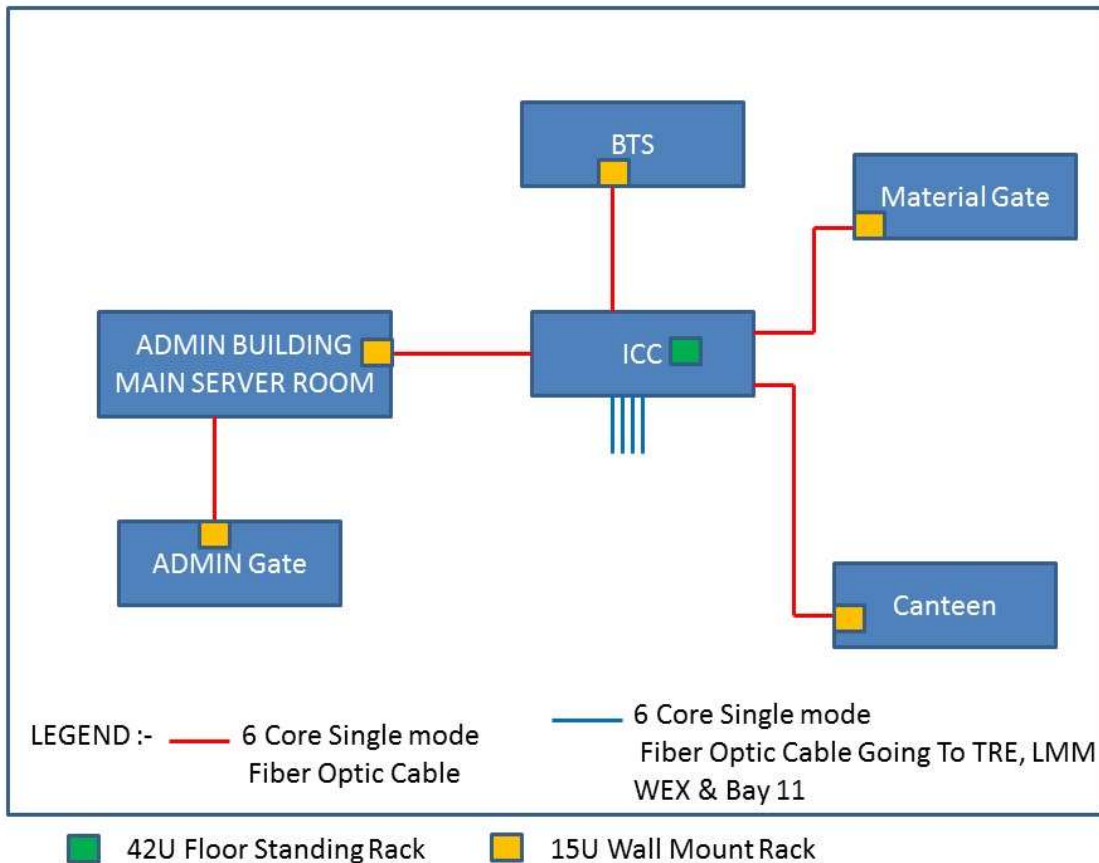 BTS
Material Gate
ADMIN BUILDING
MAIN SERVER ROOM
ICC
ADMIN Gate
Canteen
LEGEND :- 6 Core Single mode
Fiber Optic Cable
6 Core Single mode
Fiber Optic Cable Going To TRE, LMM
WEX & Bay 11
42U Floor Standing Rack
15U Wall Mount Rack